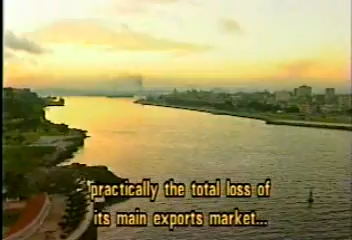 practically the total loss of
its main exports market...